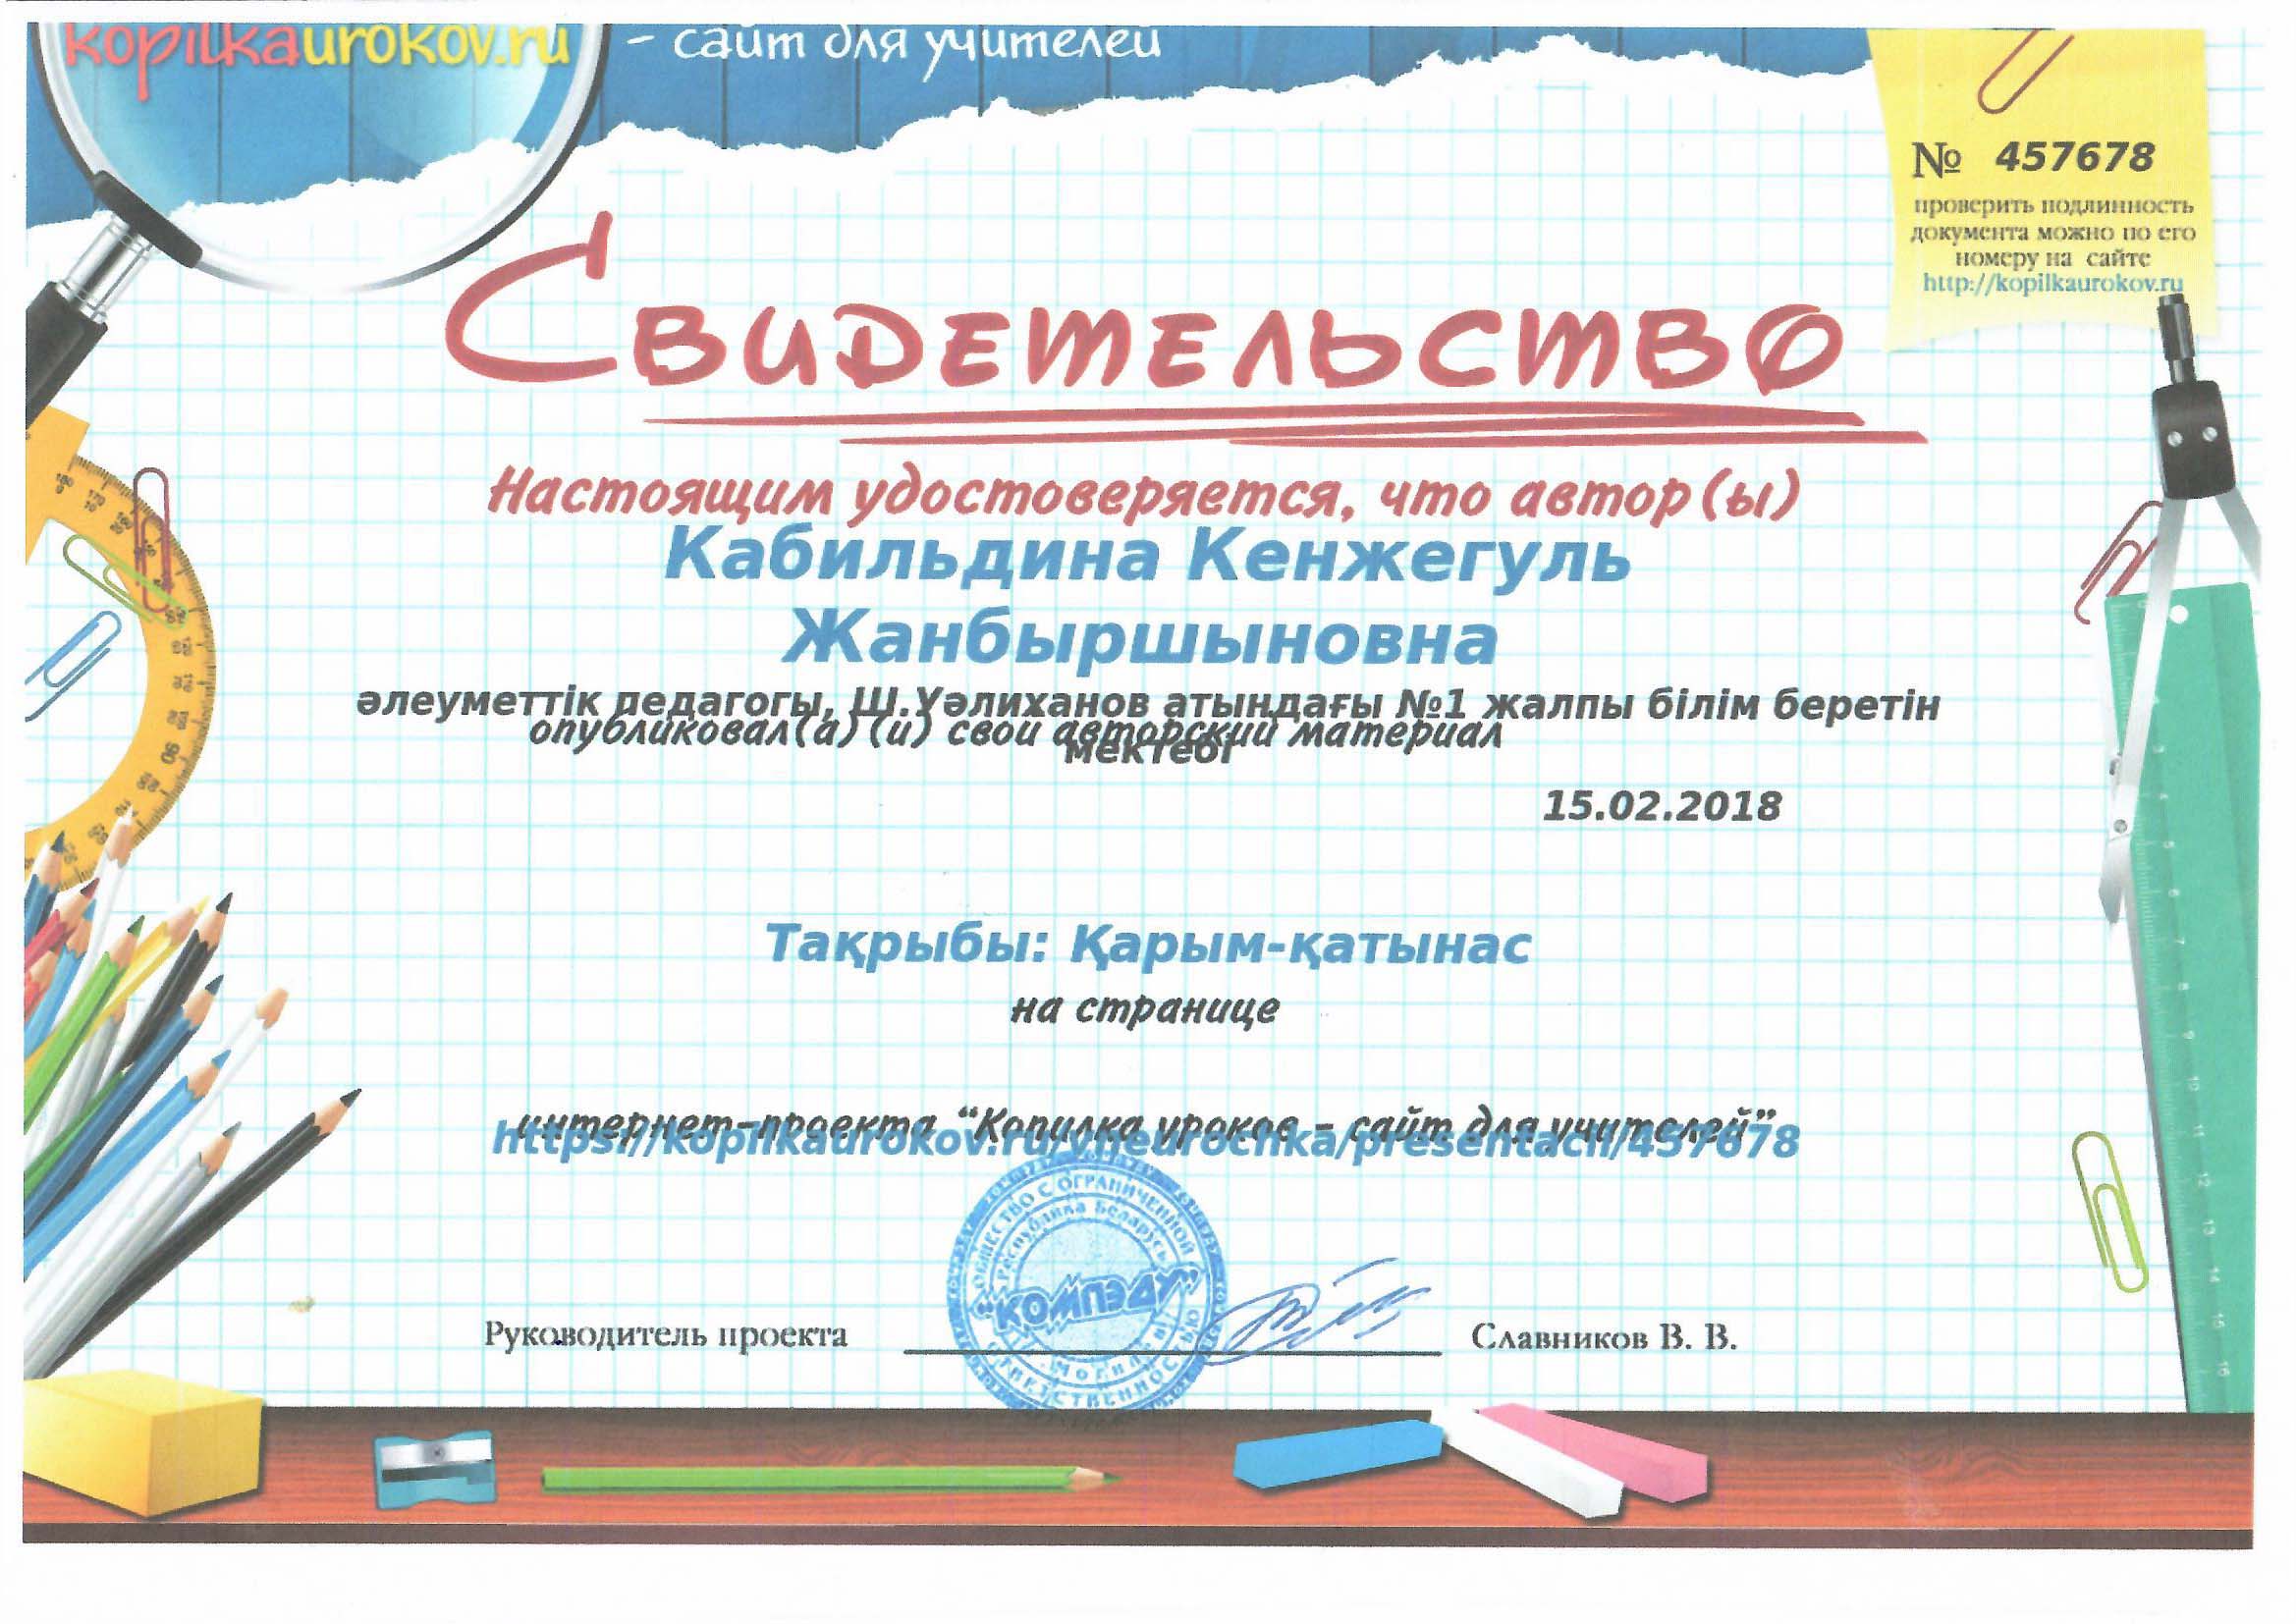 kopilkaurokov.ru – сайт для учителей
№ 457678
проверить подлинность
документа можно по его
номеру на сайте
http://kopilkaurokov.ru
Свидетельство
Настоящим удостоверяется, что автор(ы)
Кабильдина Кенжегуль
Жанбыршыновна
әлеуметтік педагогы, Ш.Уәлиханов атындағы №1 жалпы білім беретін
опубликовал(а)(и) свой авторский материал
мектебі
15.02.2018
Тақрыбы: Қарым-қатынас
на странице
интернет-проекта “Копилка уроков – сайт для учителей”
https://kopilkaurokov.ru/vneurochka/presentacii/457678
ОБЩЕСТВО С ОГРАНИЧЕННОЙ
ОТВЕТСТВЕННОСТЬЮ
Республика Беларусь
“КОМПЭДУ”
Руководитель проекта
Славников В. В.